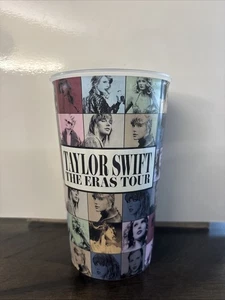 TAYLOR SWIFT
THE ERAS TOUR